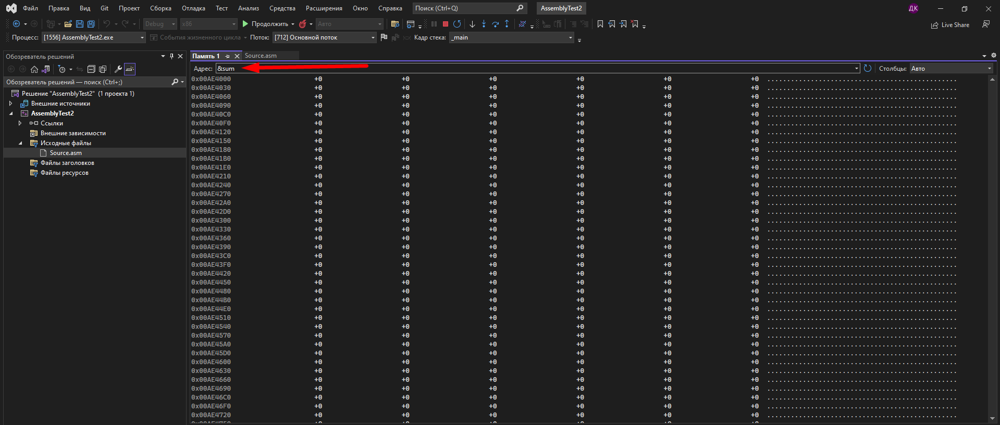 Файл Правка Вид Git Проект Сборка Отладка Тест Анализ Средства Расширения Окно Справка Поиск (Ctrl+Q) AssemblyTest2 ДК
Debug x86 Продолжить Авто Live Share
Процесс: [1556] AssemblyTest2.exe События жизненного цикла Поток: [712] Основной поток Кадр стека: _main
Обозреватель решений
Обозреватель решений — поиск (Ctrl+;)
Решение "AssemblyTest2" (1 проекта 1)
Внешние источники
AssemblyTest2
Ссылки
Внешние зависимости
Исходные файлы
Source.asm
Файлы заголовков
Файлы ресурсов
Память 1 Source.asm
Адрес: &sum Столбцы: Авто
0x00AE4000 +0 +0 +0 +0 +0 +0 ................................................
0x00AE4030 +0 +0 +0 +0 +0 +0 ................................................
0x00AE4060 +0 +0 +0 +0 +0 +0 ................................................
0x00AE4090 +0 +0 +0 +0 +0 +0 ................................................
0x00AE40C0 +0 +0 +0 +0 +0 +0 ................................................
0x00AE40F0 +0 +0 +0 +0 +0 +0 ................................................
0x00AE4120 +0 +0 +0 +0 +0 +0 ................................................
0x00AE4150 +0 +0 +0 +0 +0 +0 ................................................
0x00AE4180 +0 +0 +0 +0 +0 +0 ................................................
0x00AE41B0 +0 +0 +0 +0 +0 +0 ................................................
0x00AE41E0 +0 +0 +0 +0 +0 +0 ................................................
0x00AE4210 +0 +0 +0 +0 +0 +0 ................................................
0x00AE4240 +0 +0 +0 +0 +0 +0 ................................................
0x00AE4270 +0 +0 +0 +0 +0 +0 ................................................
0x00AE42A0 +0 +0 +0 +0 +0 +0 ................................................
0x00AE42D0 +0 +0 +0 +0 +0 +0 ................................................
0x00AE4300 +0 +0 +0 +0 +0 +0 ................................................
0x00AE4330 +0 +0 +0 +0 +0 +0 ................................................
0x00AE4360 +0 +0 +0 +0 +0 +0 ................................................
0x00AE4390 +0 +0 +0 +0 +0 +0 ................................................
0x00AE43C0 +0 +0 +0 +0 +0 +0 ................................................
0x00AE43F0 +0 +0 +0 +0 +0 +0 ................................................
0x00AE4420 +0 +0 +0 +0 +0 +0 ................................................
0x00AE4450 +0 +0 +0 +0 +0 +0 ................................................
0x00AE4480 +0 +0 +0 +0 +0 +0 ................................................
0x00AE44B0 +0 +0 +0 +0 +0 +0 ................................................
0x00AE44E0 +0 +0 +0 +0 +0 +0 ................................................
0x00AE4510 +0 +0 +0 +0 +0 +0 ................................................
0x00AE4540 +0 +0 +0 +0 +0 +0 ................................................
0x00AE4570 +0 +0 +0 +0 +0 +0 ................................................
0x00AE45A0 +0 +0 +0 +0 +0 +0 ................................................
0x00AE45D0 +0 +0 +0 +0 +0 +0 ................................................
0x00AE4600 +0 +0 +0 +0 +0 +0 ................................................
0x00AE4630 +0 +0 +0 +0 +0 +0 ................................................
0x00AE4660 +0 +0 +0 +0 +0 +0 ................................................
0x00AE4690 +0 +0 +0 +0 +0 +0 ................................................
0x00AE46C0 +0 +0 +0 +0 +0 +0 ................................................
0x00AE46F0 +0 +0 +0 +0 +0 +0 ................................................
0x00AE4720 +0 +0 +0 +0 +0 +0 ................................................